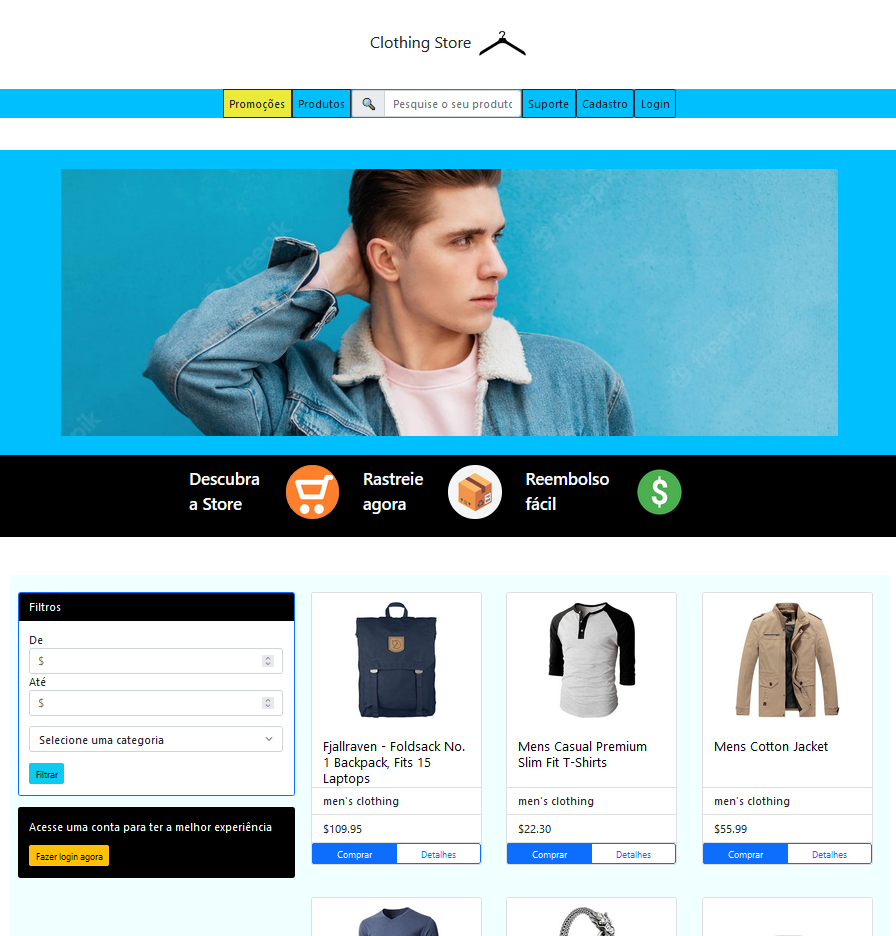 Clothing Store
Promoções
Produtos
Pesquise o seu produto
Suporte
Cadastro
Login
Descubra
a Store
Rastreie
agora
Reembolso
fácil
$
Filtros
De
$
Até
$
Selecione uma categoria
Filtrar
Acesse uma conta para ter a melhor experiência
Fazer login agora
Fjallraven - Foldsack No.
1 Backpack, Fits 15
Laptops
men's clothing
$109.95
Comprar
Detalhes
Mens Casual Premium
Slim Fit T-Shirts
men's clothing
$22.30
Comprar
Detalhes
Mens Cotton Jacket
men's clothing
$55.99
Comprar
Detalhes